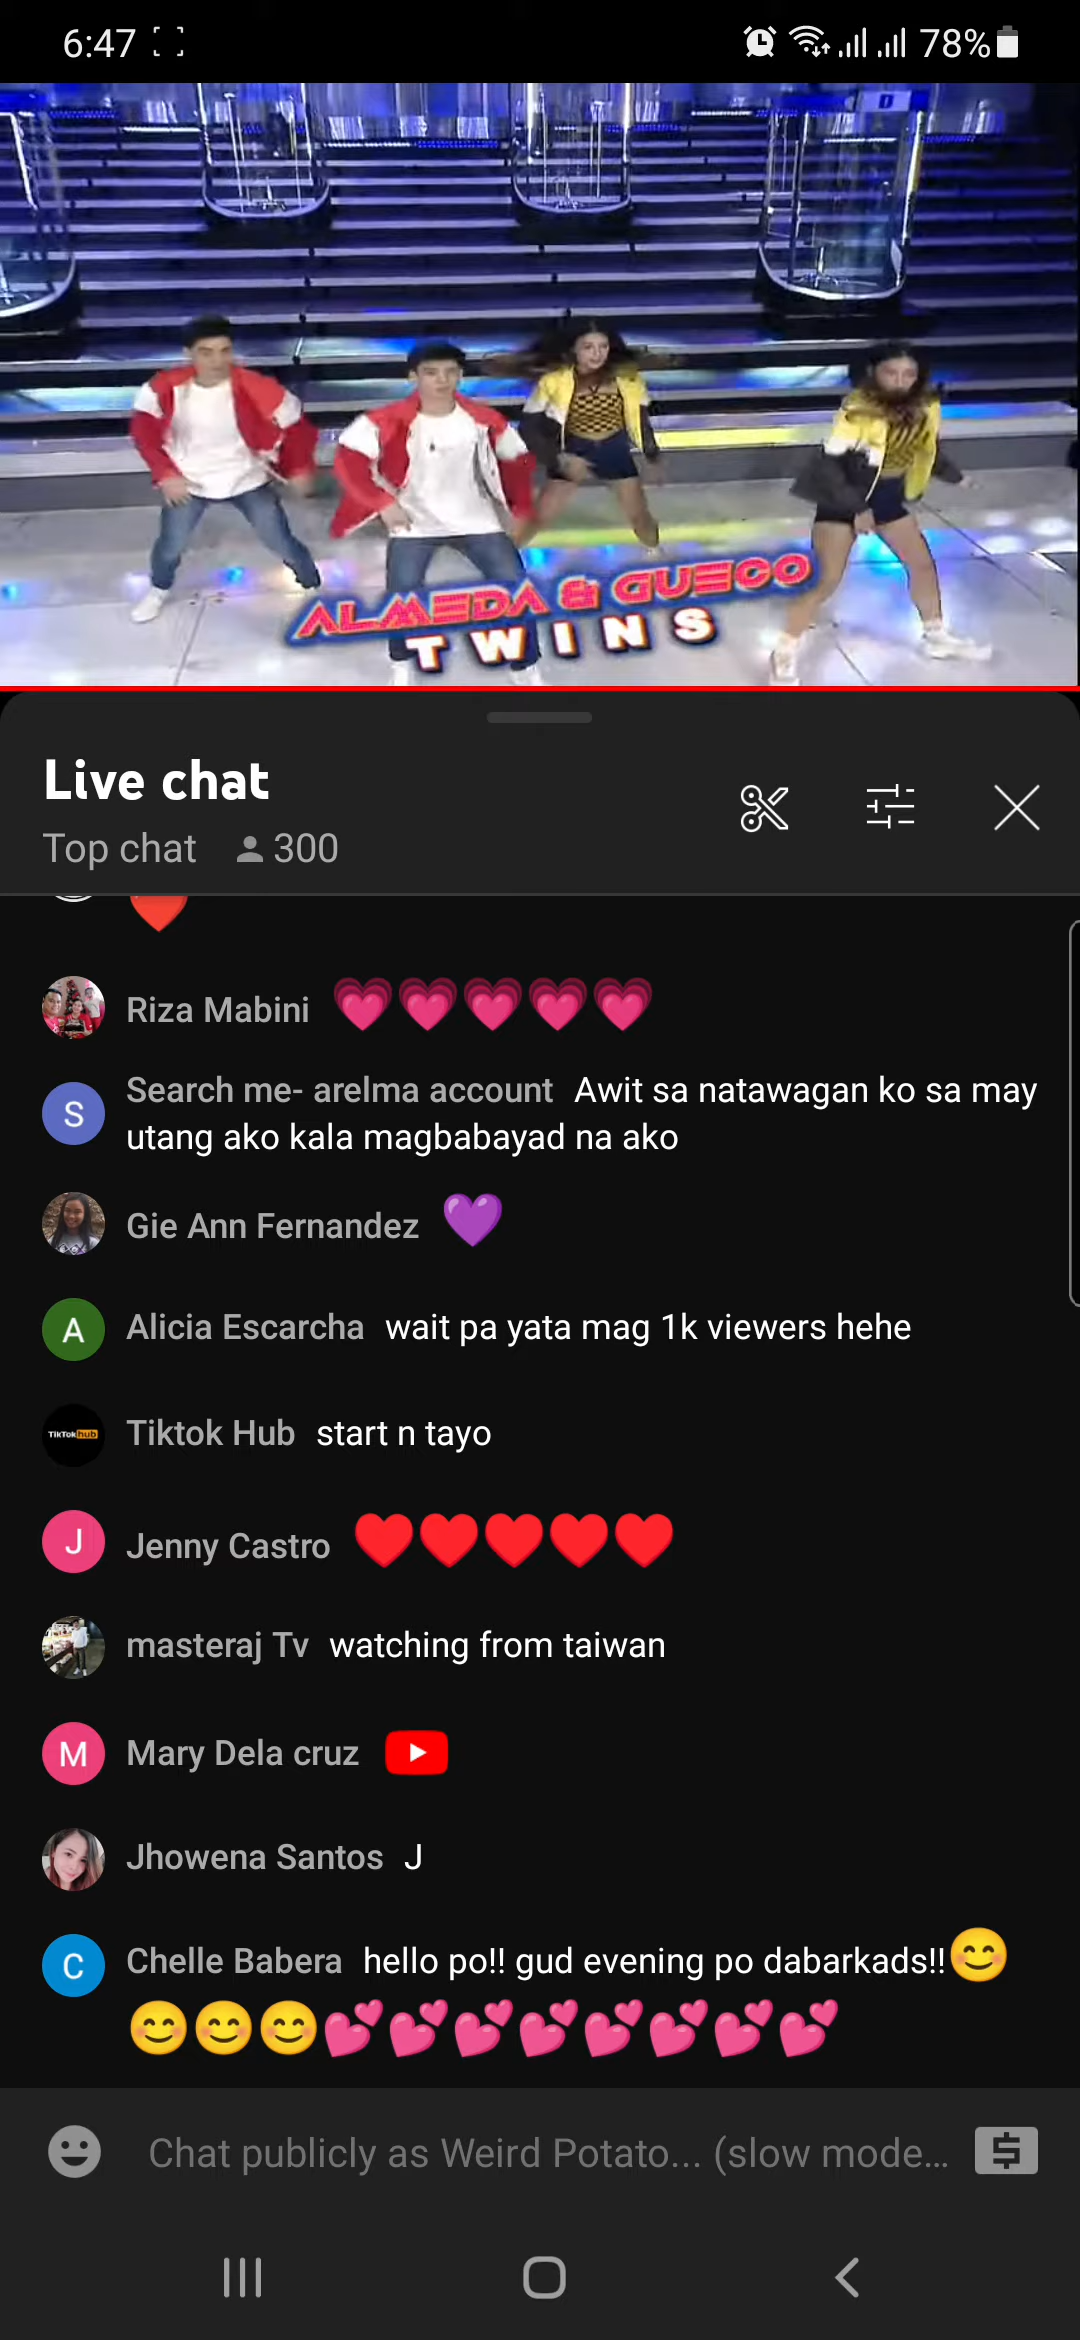 6:47
78%
ALMEDA & GUECO
TWINS
Live chat
Top chat 300
Riza Mabini 💗💗💗💗💗
Search me- arelma account Awit sa natawagan ko sa may
S
utang ako kala magbabayad na ako
Gie Ann Fernandez 💜
A Alicia Escarcha wait pa yata mag 1k viewers hehe
TikTok hub Tiktok Hub start n tayo
J Jenny Castro ❤️❤️❤️❤️❤️
masteraj Tv watching from taiwan
M Mary Dela cruz
Jhowena Santos J
C Chelle Babera hello po!! gud evening po dabarkads!!😊
😊😊😊💕💕💕💕💕💕💕💕
Chat publicly as Weird Potato... (slow mode...